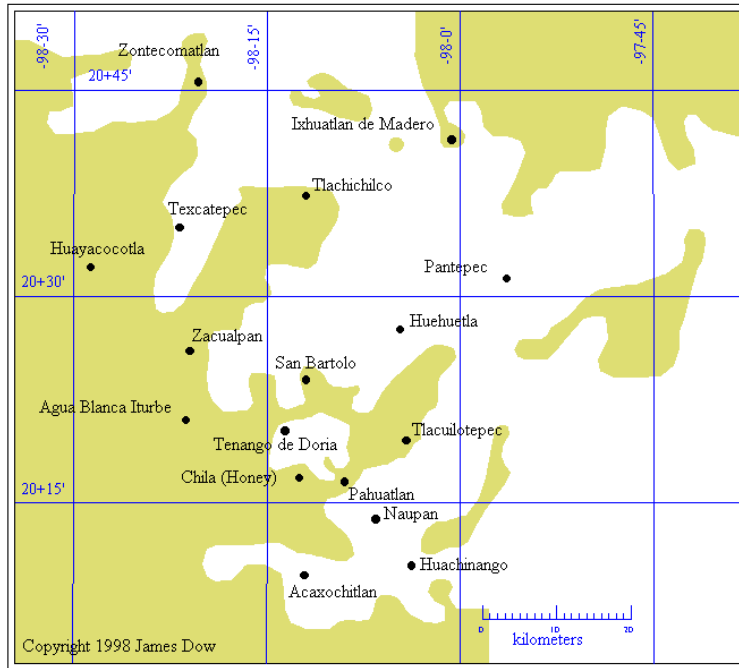 -98-30'
-98-15'
-98-0'
-97-45'
Zontecomatlan
20+45'
Ixhuatlan de Madero
Tlachichilco
Texcatepec
Huayacocotla
Pantepec
20+30'
Huehuetla
Zacualpan
San Bartolo
Agua Blanca Iturbe
Tlacuilotepec
Tenango de Doria
Chila (Honey)
20+15'
Pahuatlan
Naupan
Huachinango
Acaxochitlan
0 10 20
kilometers
Copyright 1998 James Dow